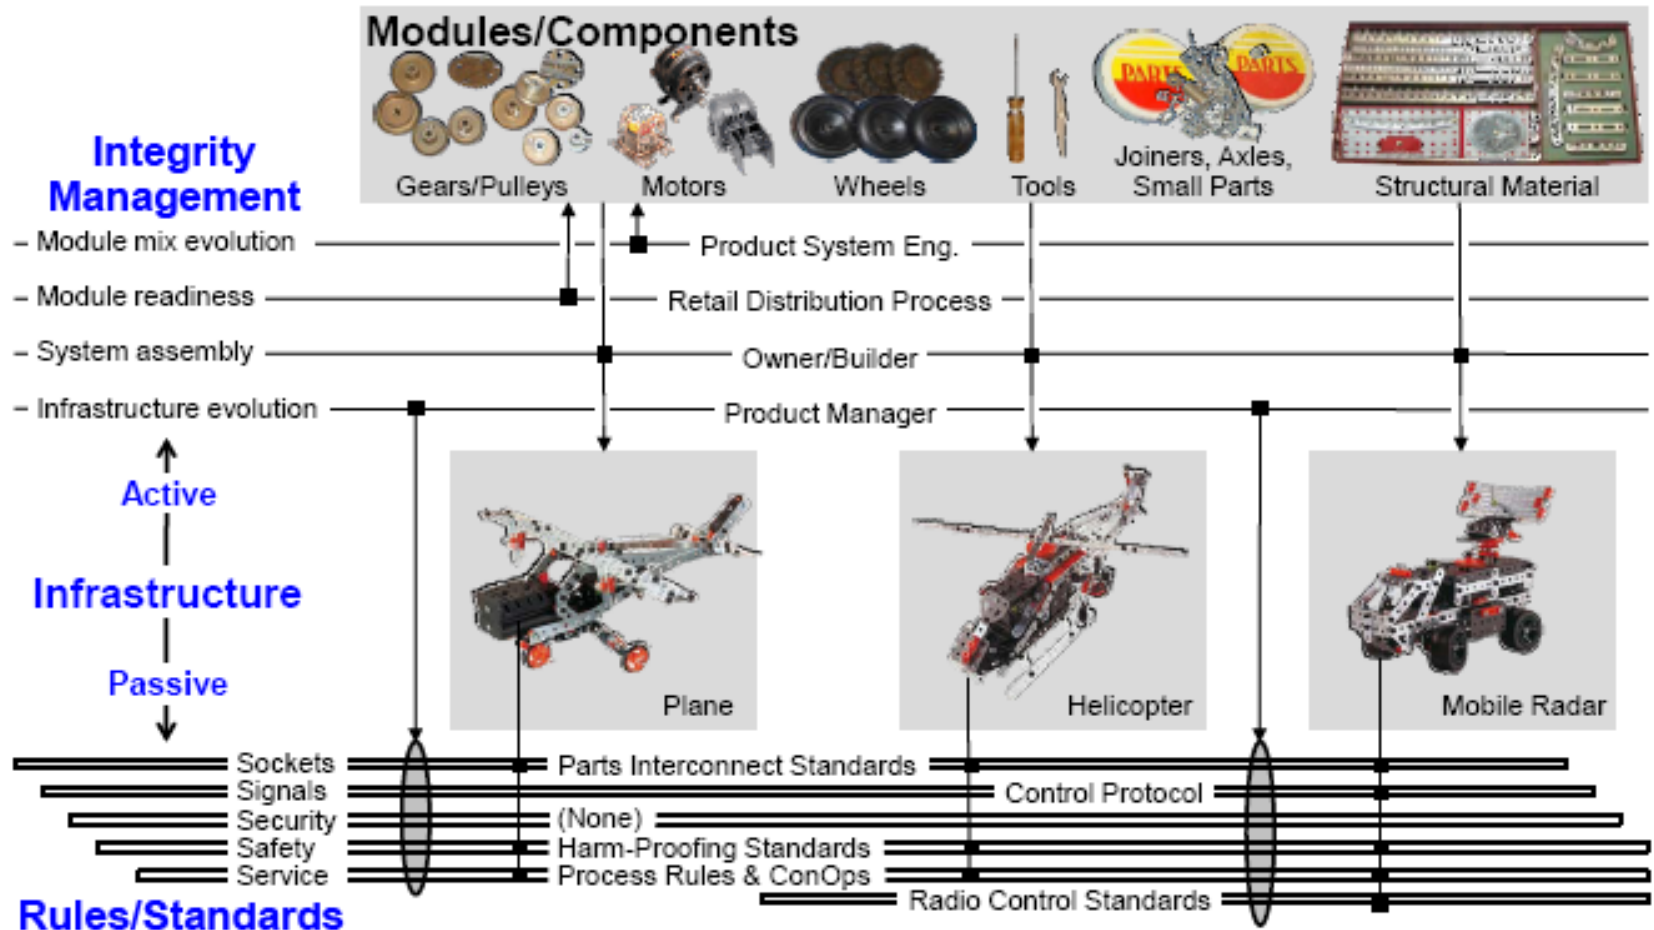 Modules/Components
PARTS
PARTS
Gears/Pulleys
Motors
Wheels
Tools
Joiners, Axles,
Small Parts
Structural Material
Integrity
Management
Module mix evolution
Product System Eng.
Module readiness
Retail Distribution Process
System assembly
Owner/Builder
Infrastructure evolution
Product Manager
Active
Infrastructure
Passive
Plane
Helicopter
Mobile Radar
Sockets
Parts Interconnect Standards
Signals
Control Protocol
Security
(None)
Safety
Harm-Proofing Standards
Service
Process Rules & ConOps
Radio Control Standards
Rules/Standards